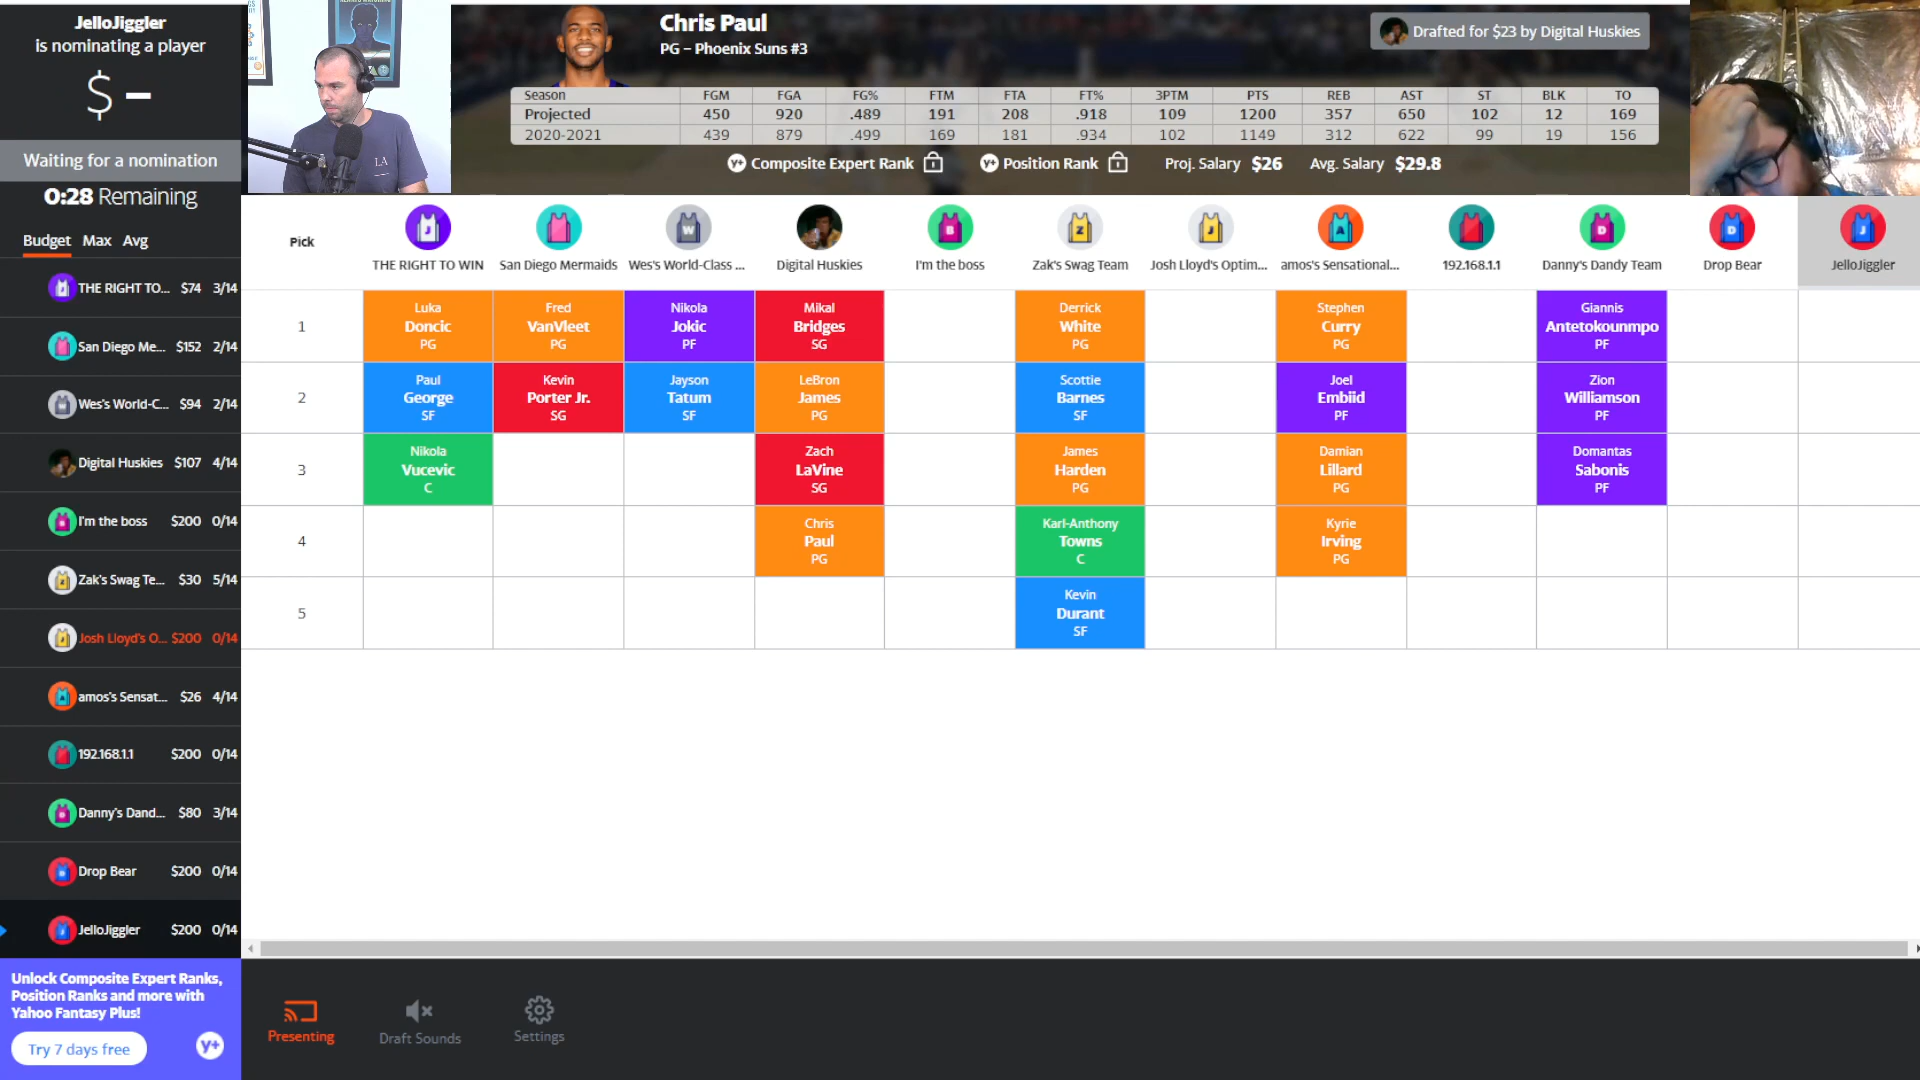 JelloJiggler
is nominating a player
$ –
Waiting for a nomination
0:28 Remaining
Budget Max Avg
THE RIGHT TO... $74 3/14
San Diego Me... $152 2/14
Wes's World-C... $94 2/14
Digital Huskies $107 4/14
I'm the boss $200 0/14
Zak's Swag Te... $30 5/14
Josh Lloyd's O... $200 0/14
amos's Sensat... $26 4/14
192.168.1.1 $200 0/14
Danny's Dand... $80 3/14
Drop Bear $200 0/14
JelloJiggler $200 0/14
Unlock Composite Expert Ranks,
Position Ranks and more with
Yahoo Fantasy Plus!
Try 7 days free
y+
LA
Chris Paul
PG – Phoenix Suns #3
Drafted for $23 by Digital Huskies
Season FGM FGA FG% FTM FTA FT% 3PTM PTS REB AST ST BLK TO
Projected 450 920 .489 191 208 .918 109 1200 357 650 102 12 169
2020-2021 439 879 .499 169 181 .934 102 1149 312 622 99 19 156
y+ Composite Expert Rank y+ Position Rank Proj. Salary $26 Avg. Salary $29.8
J W B Z J A D D J
Pick THE RIGHT TO WIN San Diego Mermaids Wes's World-Class ... Digital Huskies I'm the boss Zak's Swag Team Josh Lloyd's Optim... amos's Sensational... 192.168.1.1 Danny's Dandy Team Drop Bear JelloJiggler
Luka Fred Nikola Mikal Derrick Stephen Giannis
1 Doncic VanVleet Jokic Bridges White Curry Antetokounmpo
PG PG PF SG PG PG PF
Paul Kevin Jayson LeBron Scottie Joel Zion
2 George Porter Jr. Tatum James Barnes Embiid Williamson
SF SG SF PG SF PF PF
Nikola Zach James Damian Domantas
3 Vucevic LaVine Harden Lillard Sabonis
C SG PG PG PF
Chris Karl-Anthony Kyrie
4 Paul Towns Irving
PG C PG
Kevin
5 Durant
SF
Presenting Draft Sounds Settings